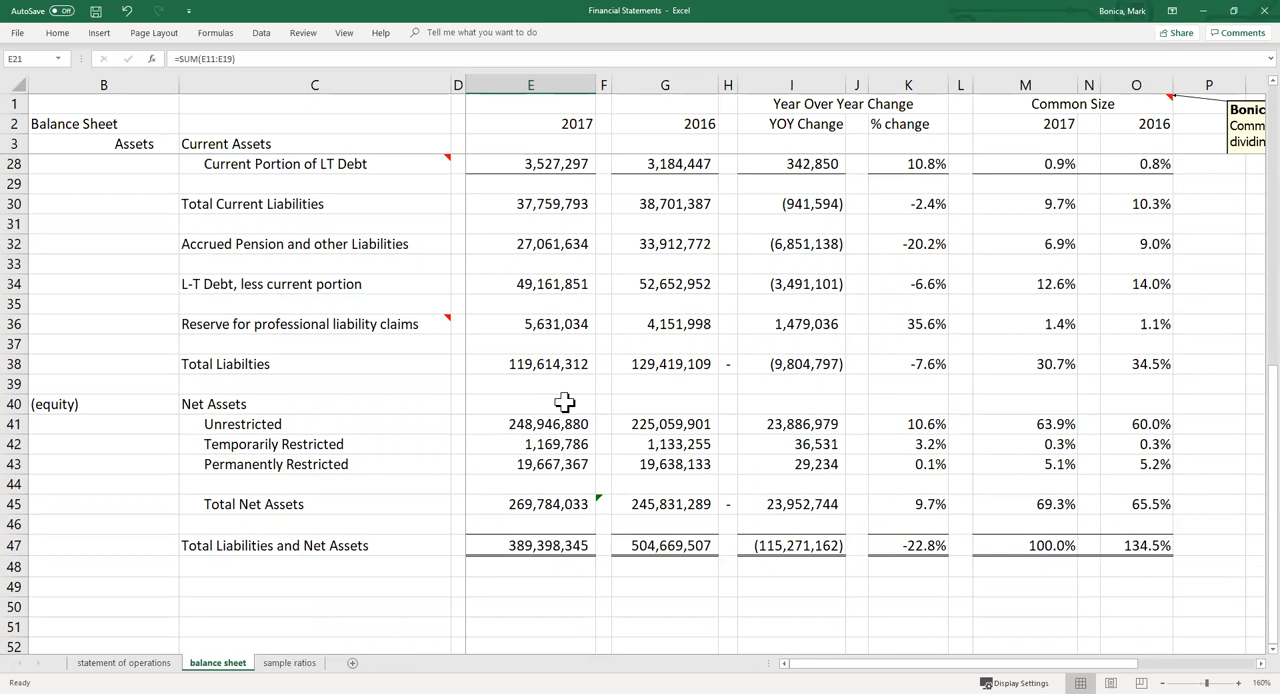 AutoSave Off Financial Statements - Excel Bonica, Mark
File Home Insert Page Layout Formulas Data Review View Help Tell me what you want to do Share Comments
E21 fx =SUM(E11:E19)
B C D E F G H I J K L M N O P
1 Year Over Year Change Common Size
2 Balance Sheet 2017 2016 YOY Change % change 2017 2016
3 Assets Current Assets
Bonic
Comm
dividin
28 Current Portion of LT Debt 3,527,297 3,184,447 342,850 10.8% 0.9% 0.8%
29
30 Total Current Liabilities 37,759,793 38,701,387 (941,594) -2.4% 9.7% 10.3%
31
32 Accrued Pension and other Liabilities 27,061,634 33,912,772 (6,851,138) -20.2% 6.9% 9.0%
33
34 L-T Debt, less current portion 49,161,851 52,652,952 (3,491,101) -6.6% 12.6% 14.0%
35
36 Reserve for professional liability claims 5,631,034 4,151,998 1,479,036 35.6% 1.4% 1.1%
37
38 Total Liabilties 119,614,312 129,419,109 - (9,804,797) -7.6% 30.7% 34.5%
39
40 (equity) Net Assets
41 Unrestricted 248,946,880 225,059,901 23,886,979 10.6% 63.9% 60.0%
42 Temporarily Restricted 1,169,786 1,133,255 36,531 3.2% 0.3% 0.3%
43 Permanently Restricted 19,667,367 19,638,133 29,234 0.1% 5.1% 5.2%
44
45 Total Net Assets 269,784,033 245,831,289 - 23,952,744 9.7% 69.3% 65.5%
46
47 Total Liabilities and Net Assets 389,398,345 504,669,507 (115,271,162) -22.8% 100.0% 134.5%
48
49
50
51
52
statement of operations balance sheet sample ratios
Ready Display Settings 160%